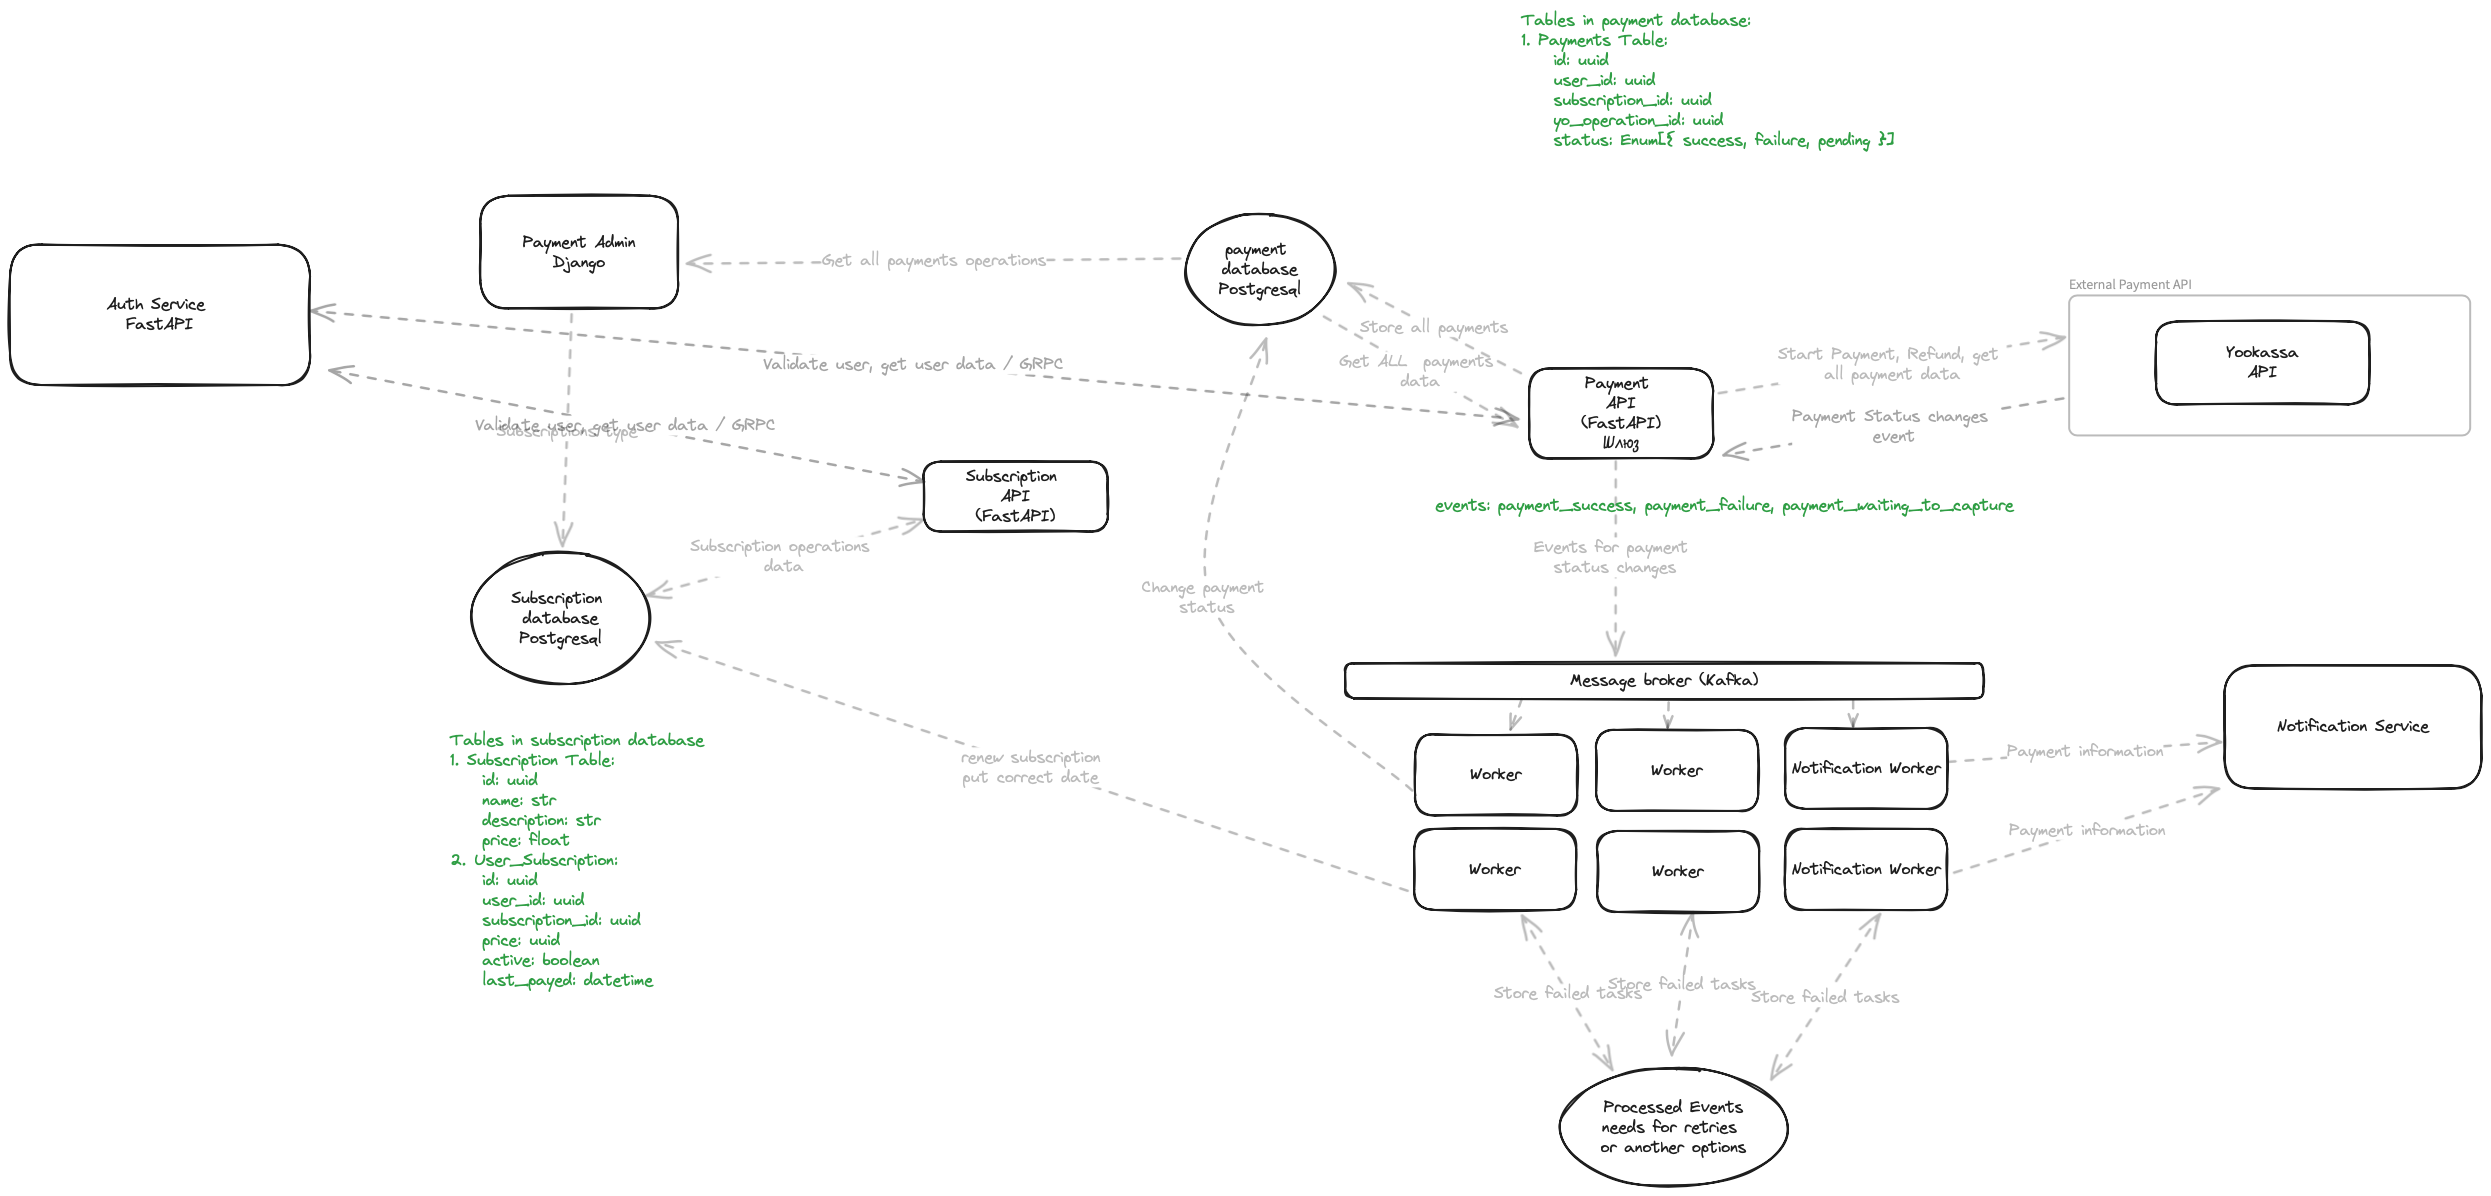 Tables in payment database:
1. Payments Table:
id: uuid
user_id: uuid
subscription_id: uuid
yo_operation_id: uuid
status: Enum[{ success, failure, pending }]
Payment Admin
Django
Auth Service
FastAPI
Get all payments operations
payment
database
Postgresql
External Payment API
Yookassa
API
Store all payments
Get ALL payments
data
Start Payment, Refund, get
all payment data
Payment Status changes
event
Validate user, get user data / GRPC
Payment
API
(FastAPI)
Шлюз
Validate user, get user data / GRPC
Subscriptions type
Subscription
API
(FastAPI)
events: payment_success, payment_failure, payment_waiting_to_capture
Subscription operations
data
Events for payment
status changes
Subscription
database
Postgresql
Change payment
status
Message broker (Kafka)
Notification Service
Worker
Worker
Notification Worker
Payment information
renew subscription
put correct date
Worker
Worker
Notification Worker
Payment information
Tables in subscription database
1. Subscription Table:
id: uuid
name: str
description: str
price: float
2. User_Subscription:
id: uuid
user_id: uuid
subscription_id: uuid
price: uuid
active: boolean
last_payed: datetime
Store failed tasks
Store failed tasks
Store failed tasks
Processed Events
needs for retries
or another options